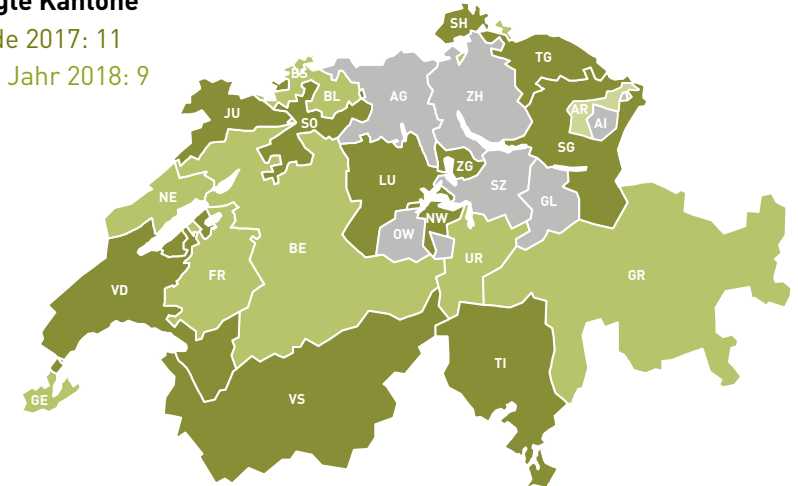 gte Kantone
de 2017: 11
Jahr 2018: 9
SH
TG
BS
BL
AG
ZH
JU
SO
AR
AI
SG
ZG
LU
SZ
NE
GL
NW
OW
BE
UR
FR
GR
VD
TI
GE
VS